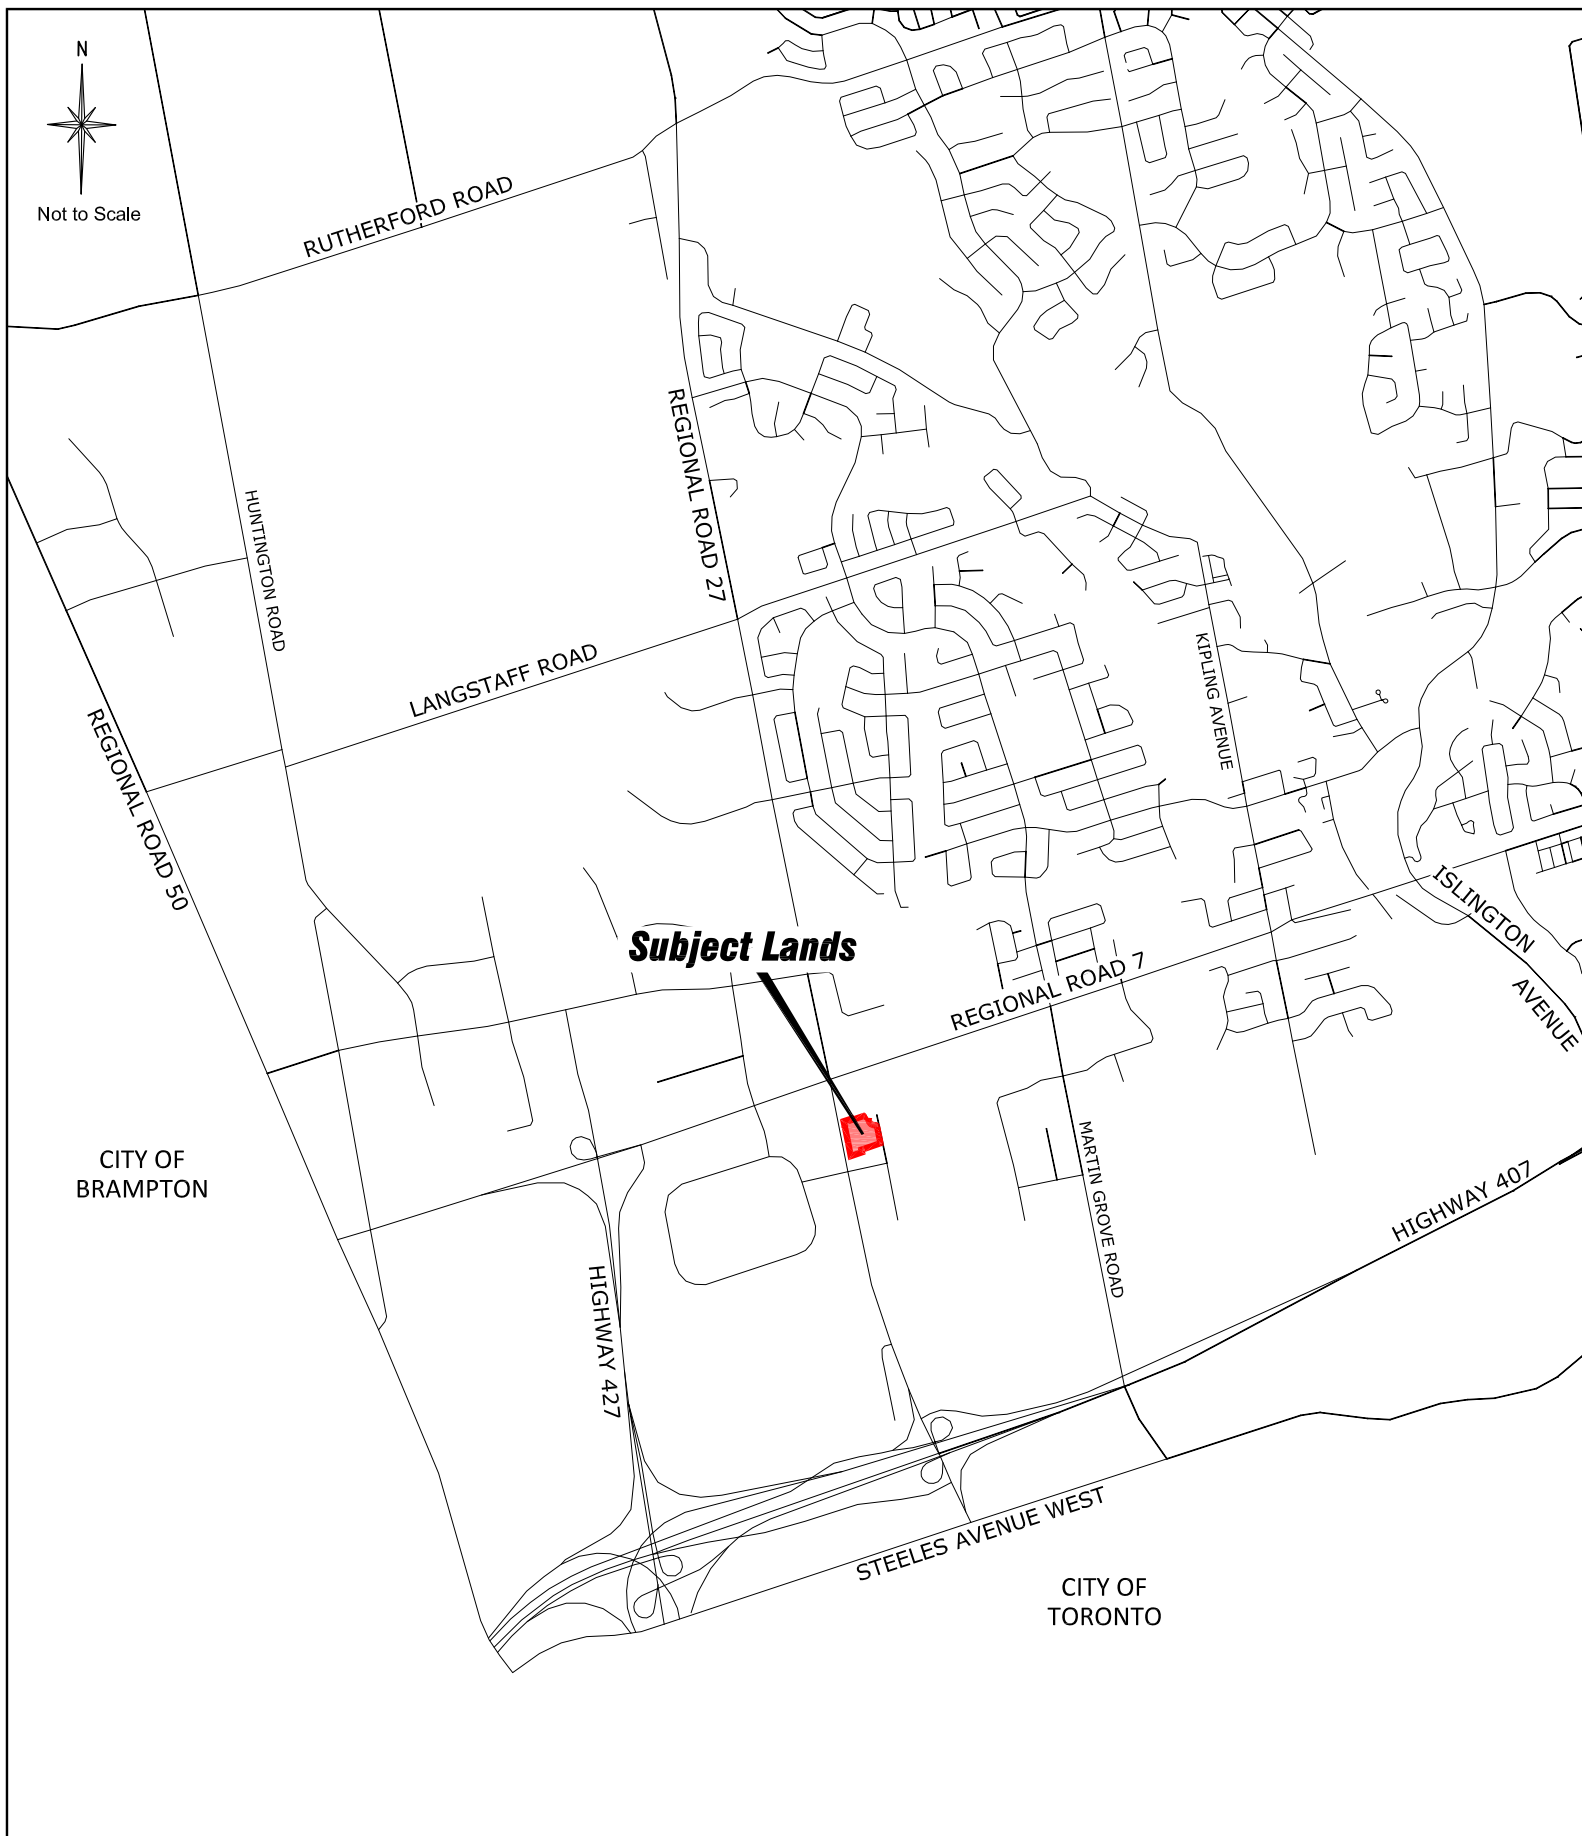 N
Not to Scale
RUTHERFORD ROAD
REGIONAL ROAD 27
HUNTINGTON ROAD
LANGSTAFF ROAD
KIPLING AVENUE
REGIONAL ROAD 50
ISLINGTON
AVENUE
Subject Lands
REGIONAL ROAD 7
CITY OF
BRAMPTON
MARTIN GROVE ROAD
HIGHWAY 407
HIGHWAY 427
STEELES AVENUE WEST
CITY OF
TORONTO